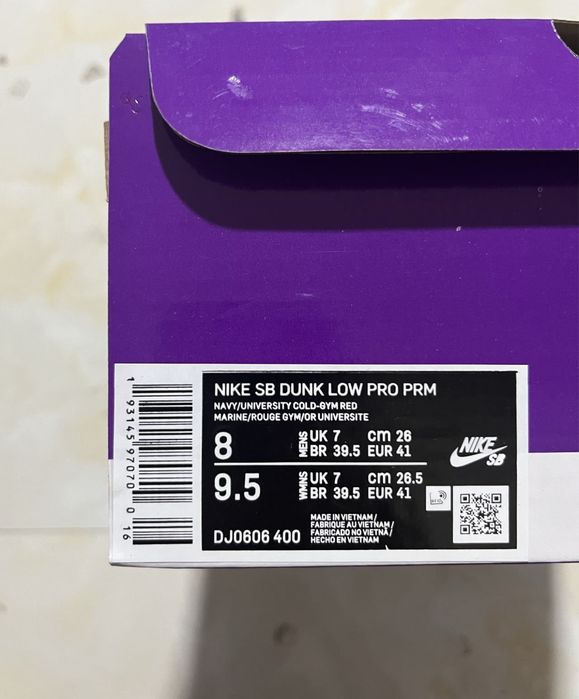 NIKE SB DUNK LOW PRO PRM
NAVY/UNIVERSITY COLD-GYM RED
MARINE/ROUGE GYM/OR UNIVERSITE
8 MENS UK 7 cm 26
BR 39.5 EUR 41
9.5 WMNS UK 7 cm 26.5
BR 39.5 EUR 41
RFID
NIKE
SB
DJ0606 400
MADE IN VIETNAM /
FABRIQUE AU VIETNAM /
FABRICADO NO VIETNÃ /
HECHO EN VIETNAM
1 93145 97070 0 16